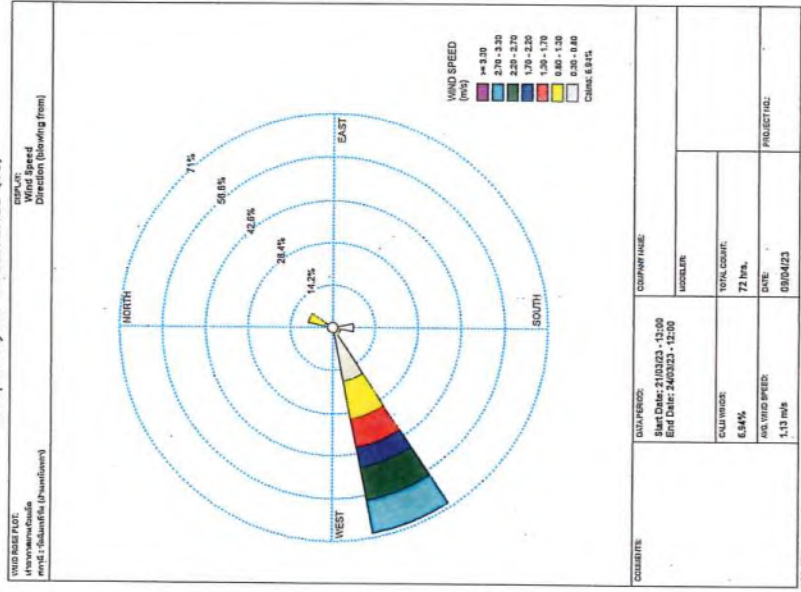 WIND ROSE PLOT:
DISPLAY:
Wind Speed
Direction (blowing from)
NORTH
71%
56.8%
42.6%
28.4%
14.2%
WEST
EAST
SOUTH
WIND SPEED
(m/s)
>= 3.30
2.70 - 3.30
2.20 - 2.70
1.70 - 2.20
1.30 - 1.70
0.80 - 1.30
0.30 - 0.80
Calms: 6.94%
COMMENTS:
DATA PERIOD:
Start Date: 21/03/23 - 13:00
End Date: 24/03/23 - 12:00
COMPANY NAME:
MODELER:
CALM WINDS:
6.94%
TOTAL COUNT:
72 hrs.
AVG. WIND SPEED:
1.13 m/s
DATE:
09/04/23
PROJECT NO.: